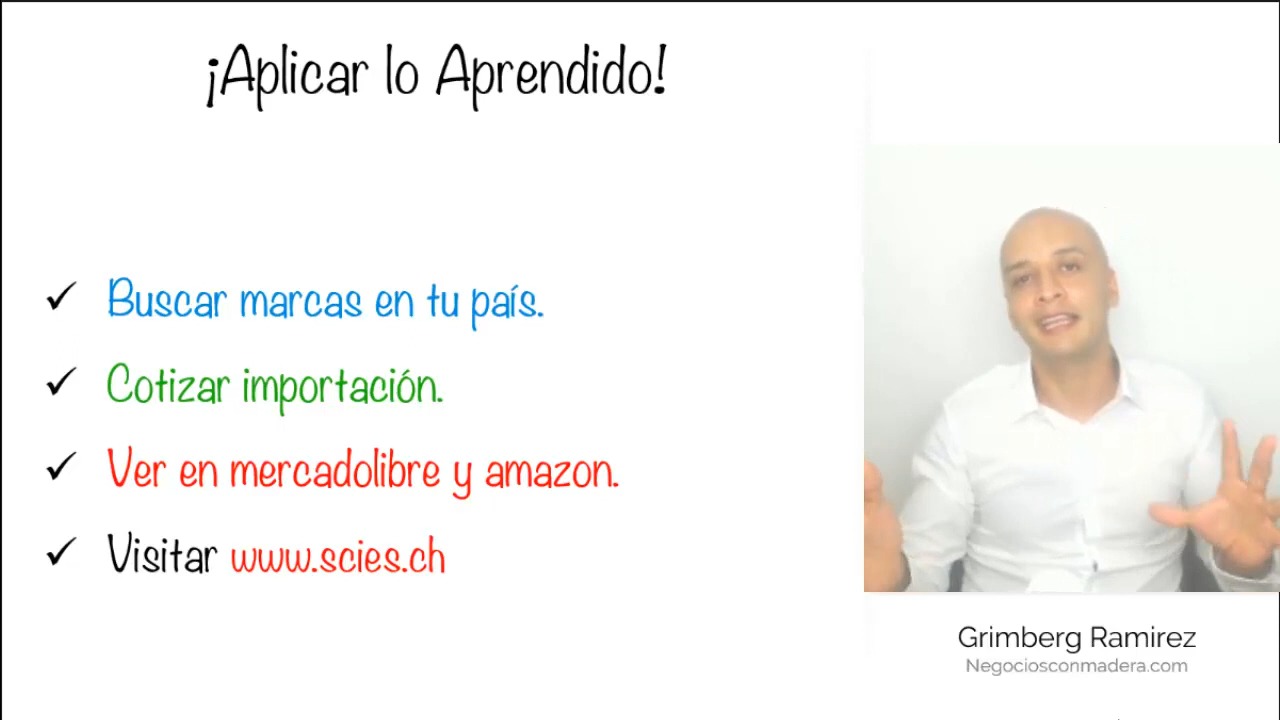 ¡Aplicar lo Aprendido!
✓ Buscar marcas en tu país.
✓ Cotizar importación.
✓ Ver en mercadolibre y amazon.
✓ Visitar www.scies.ch
Grimberg Ramirez
Negociosconmadera.com